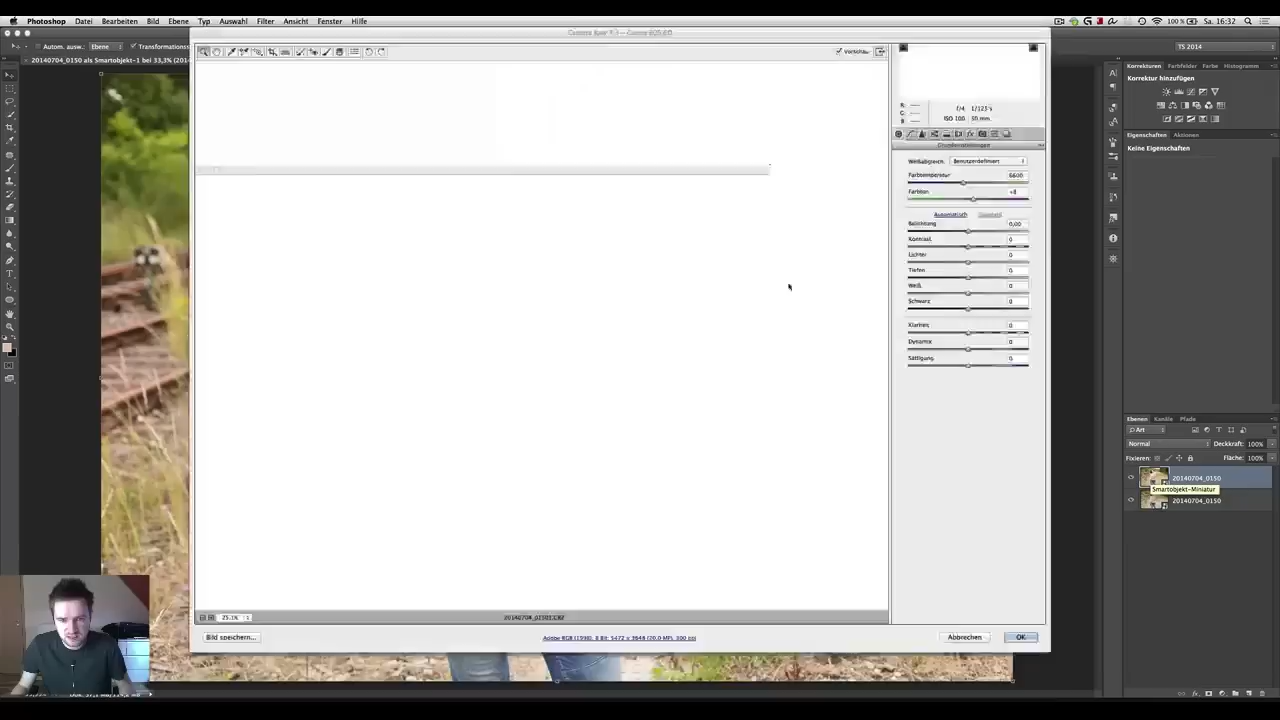 Photoshop Datei Bearbeiten Bild Ebene Typ Auswahl Filter Ansicht Fenster Hilfe
100 % Sa. 16:32
Autom. ausw.: Ebene Transformations
TS 2014
20140704_0150 als Smartobjekt-1 bei 33,3%
Vorschau
f/4 1/125 s
ISO 100 50 mm
R: ---
G: ---
B: ---
Grundeinstellungen
Weißabgleich: Benutzerdefiniert
Farbtemperatur 6600
Farbton +8
Automatisch Standard
Belichtung 0,00
Kontrast 0
Lichter 0
Tiefen 0
Weiß 0
Schwarz 0
Klarheit 0
Dynamik 0
Sättigung 0
Korrekturen Farbfelder Farbe Histogramm
Korrektur hinzufügen
Eigenschaften Aktionen
Keine Eigenschaften
Ebenen Kanäle Pfade
Art
Normal Deckkraft: 100%
Fixieren: Fläche: 100%
20140704_0150
Smartobjekt-Miniatur
20140704_0150
25,1%
Bild speichern...
Adobe RGB (1998); 8 Bit; 5472 x 3648 (20,0 MP); 300 ppi
Abbrechen OK